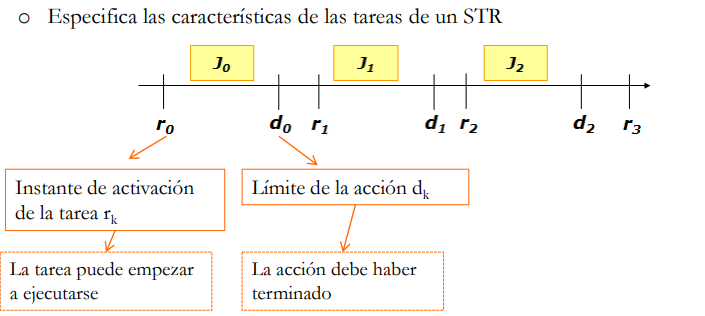 o Especifica las características de las tareas de un STR
J0 J1 J2
r0 d0 r1 d1 r2 d2 r3
Instante de activación
de la tarea rk
Límite de la acción dk
La tarea puede empezar
a ejecutarse
La acción debe haber
terminado